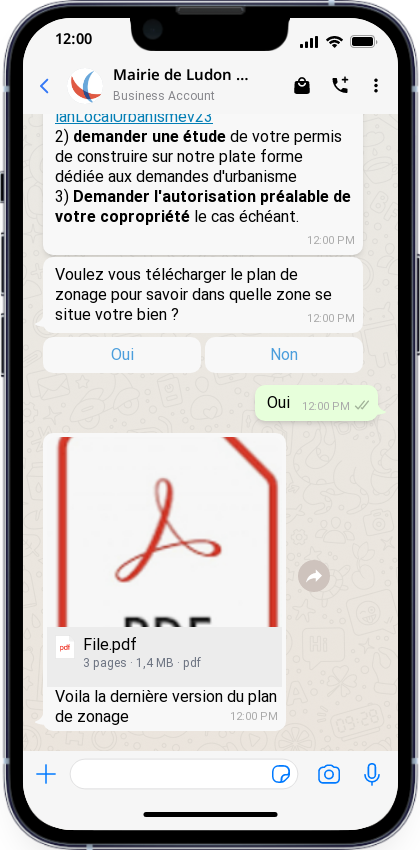 12:00
Mairie de Ludon ...
Business Account
lanLocalUrbanismev23
2) demander une étude de votre permis
de construire sur notre plate forme
dédiée aux demandes d'urbanisme
3) Demander l'autorisation préalable de
votre copropriété le cas échéant.
12:00 PM
Voulez vous télécharger le plan de
zonage pour savoir dans quelle zone se
situe votre bien ?
12:00 PM
Oui
Non
Oui 12:00 PM
PDF
pdf
File.pdf
3 pages · 1,4 MB · pdf
Voila la dernière version du plan
de zonage
12:00 PM